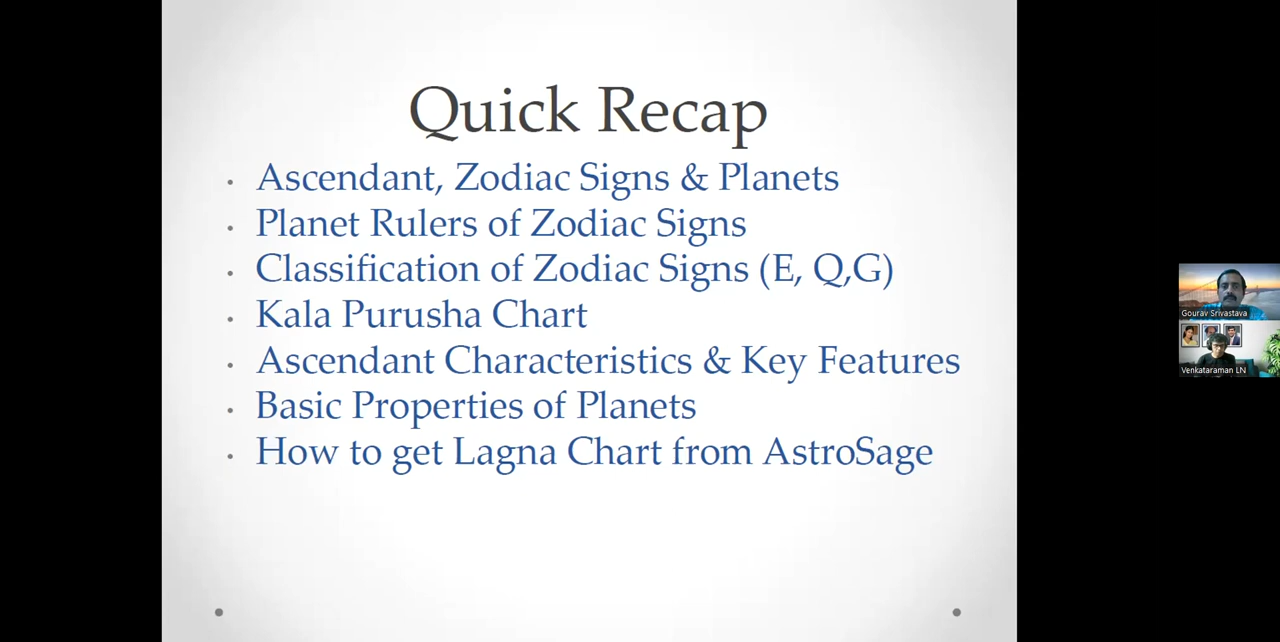 Quick Recap
• Ascendant, Zodiac Signs & Planets
• Planet Rulers of Zodiac Signs
• Classification of Zodiac Signs (E, Q,G)
• Kala Purusha Chart
• Ascendant Characteristics & Key Features
• Basic Properties of Planets
• How to get Lagna Chart from AstroSage
Gourav Srivastava
Venkataraman LN